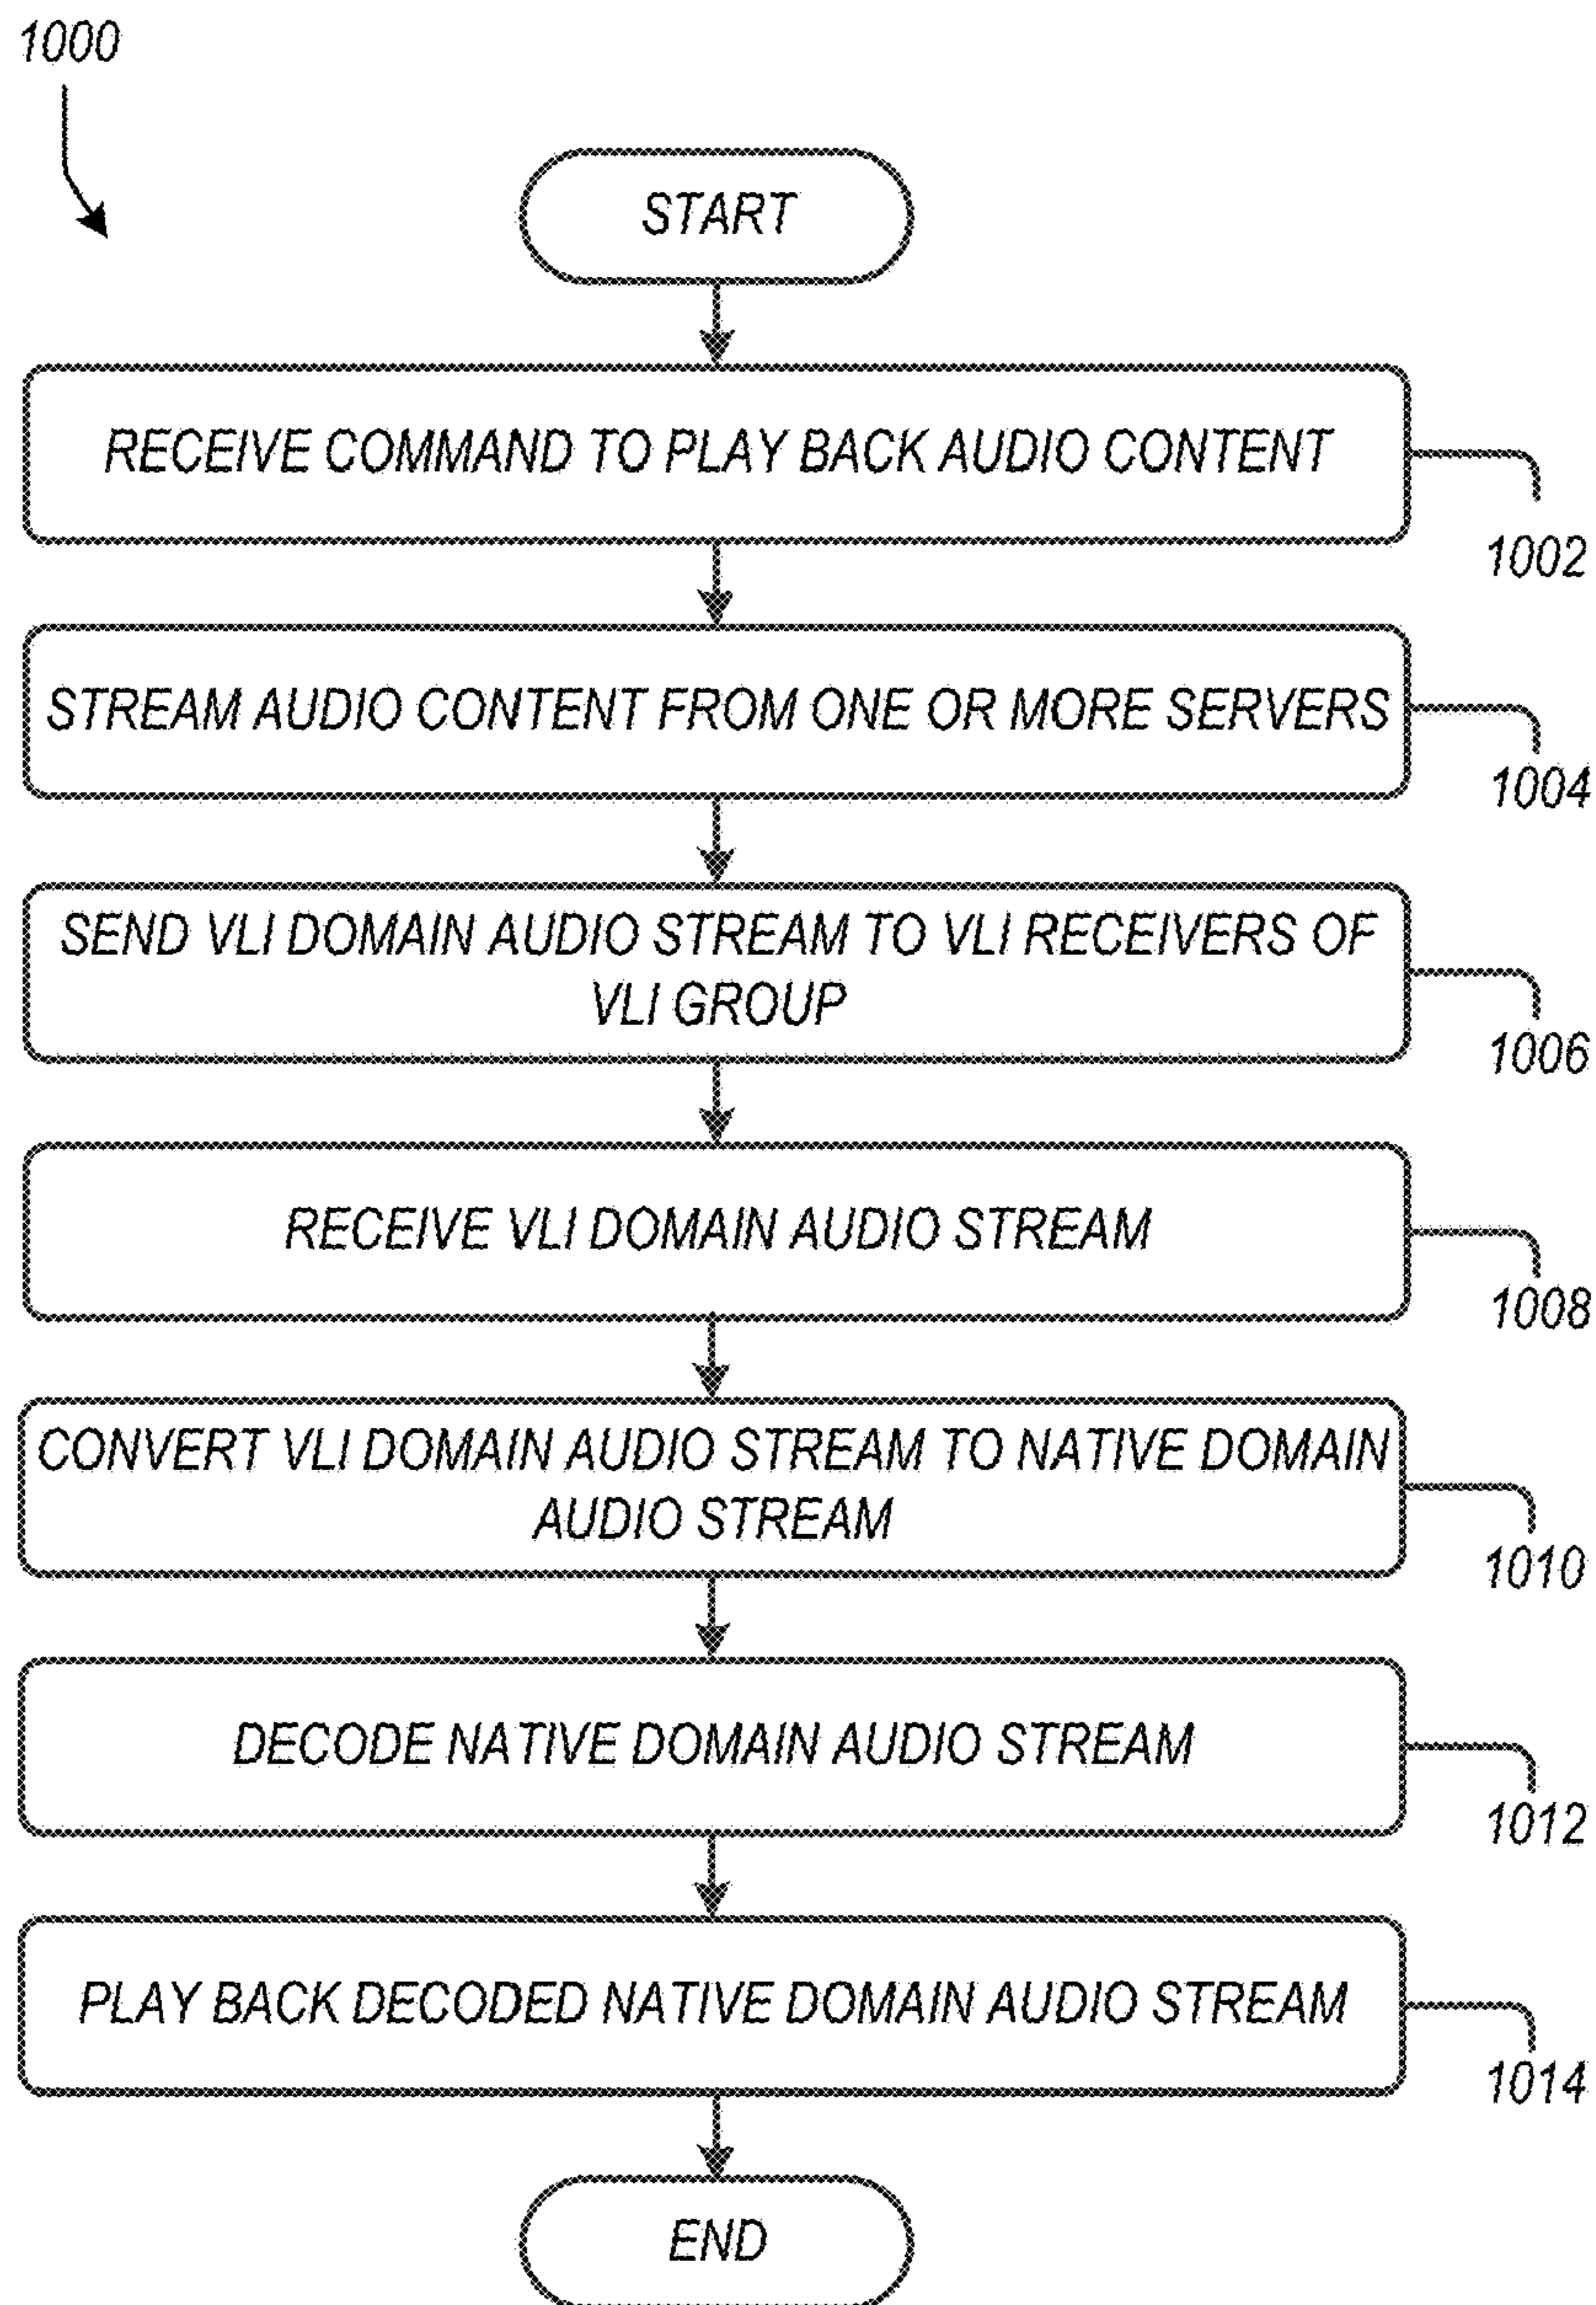 1000
START
RECEIVE COMMAND TO PLAY BACK AUDIO CONTENT
1002
STREAM AUDIO CONTENT FROM ONE OR MORE SERVERS
1004
SEND VLI DOMAIN AUDIO STREAM TO VLI RECEIVERS OF
VLI GROUP
1006
RECEIVE VLI DOMAIN AUDIO STREAM
1008
CONVERT VLI DOMAIN AUDIO STREAM TO NATIVE DOMAIN
AUDIO STREAM
1010
DECODE NATIVE DOMAIN AUDIO STREAM
1012
PLAY BACK DECODED NATIVE DOMAIN AUDIO STREAM
1014
END